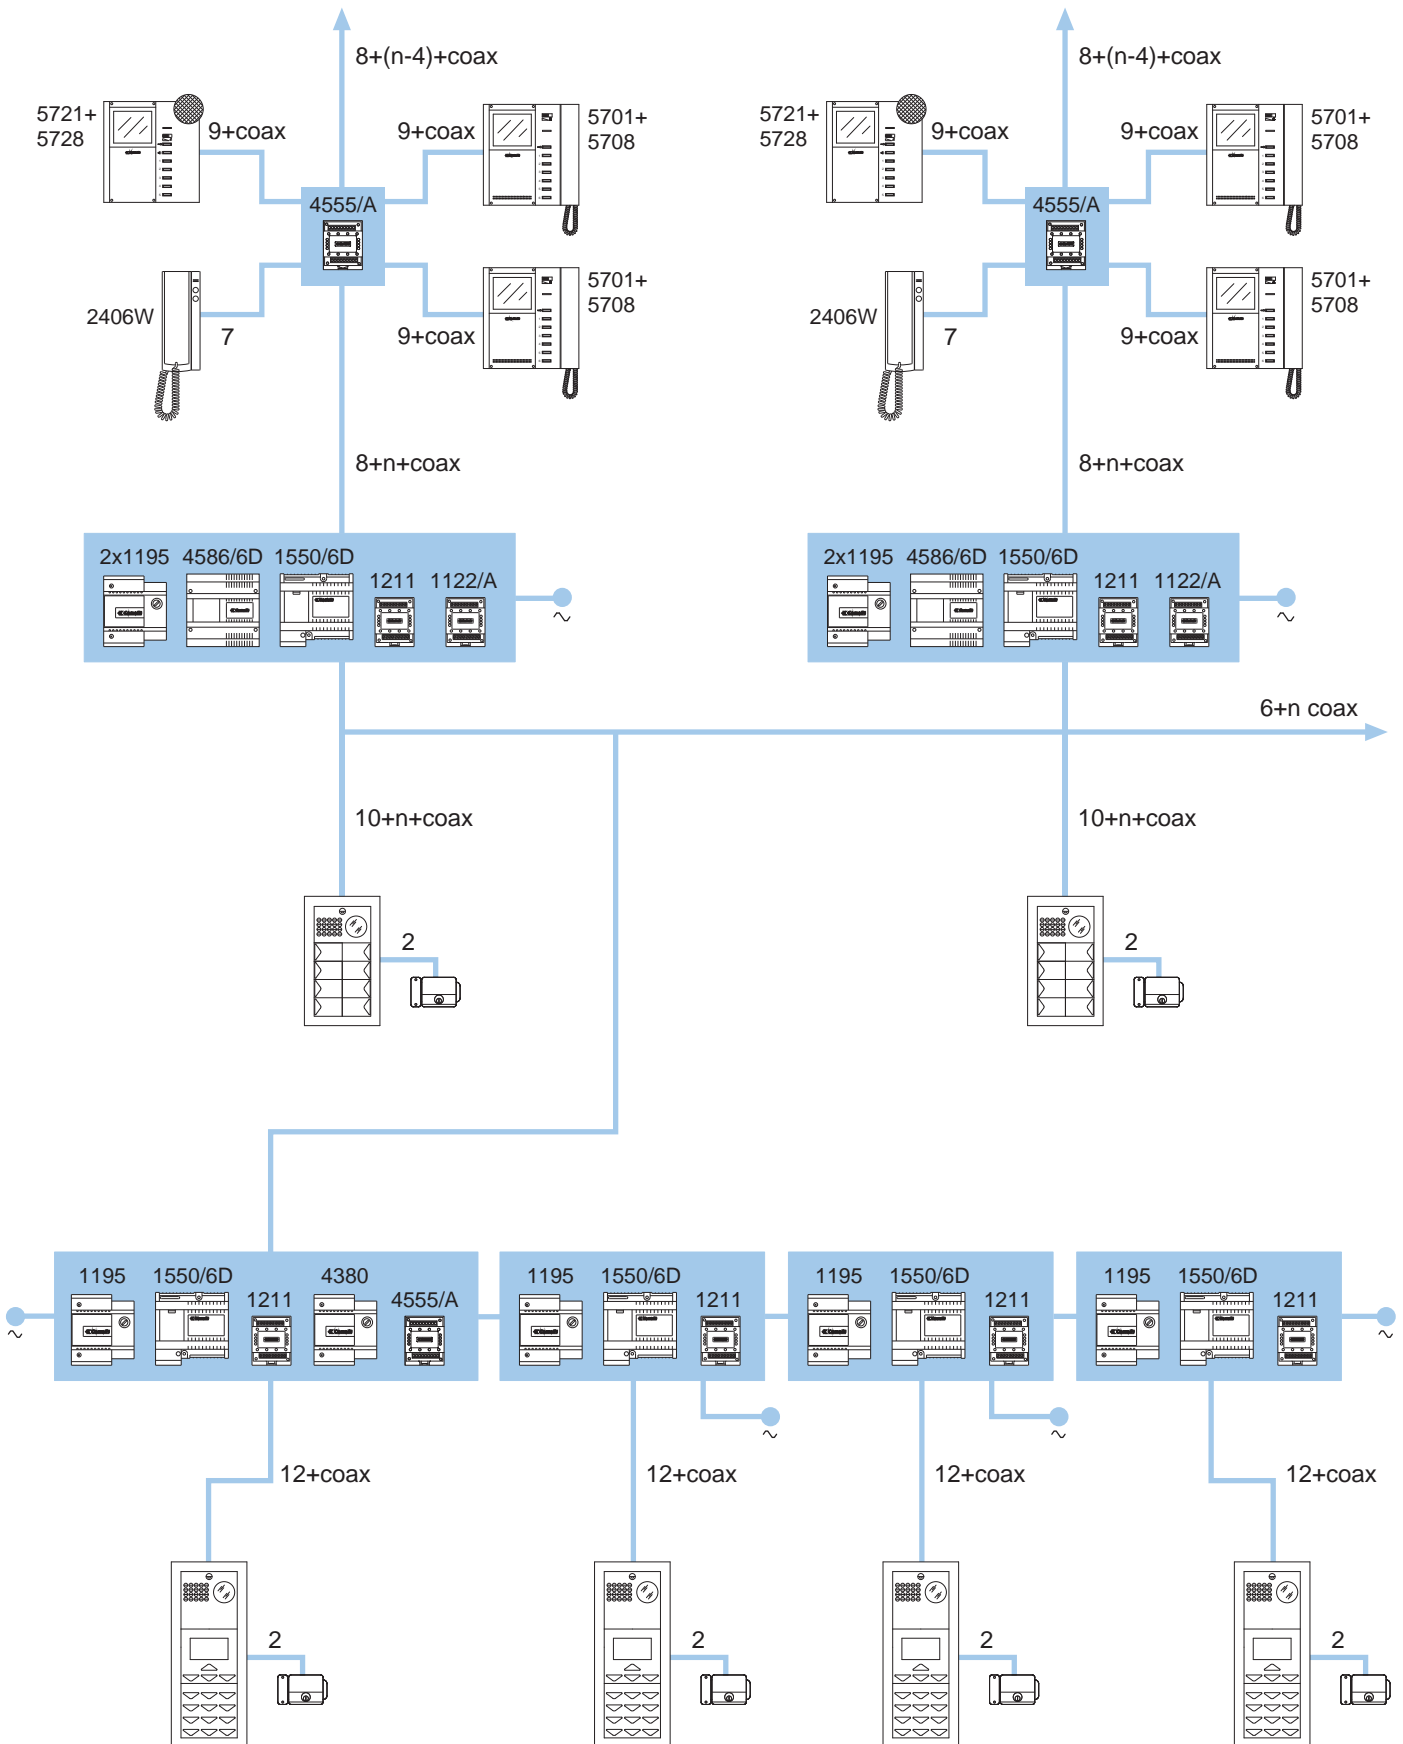 8+(n-4)+coax
8+(n-4)+coax
5721+
5728
9+coax
9+coax
5701+
5708
5721+
5728
9+coax
9+coax
5701+
5708
4555/A
4555/A
2406W
7
9+coax
5701+
5708
2406W
7
9+coax
5701+
5708
8+n+coax
8+n+coax
2x1195 4586/6D 1550/6D
1211 1122/A
~
2x1195 4586/6D 1550/6D
1211 1122/A
~
6+n coax
10+n+coax
10+n+coax
2
2
1195 1550/6D 4380
1211 4555/A
~
1195 1550/6D
1211
~
1195 1550/6D
1211
~
1195 1550/6D
1211
~
12+coax
12+coax
12+coax
12+coax
2
2
2
2